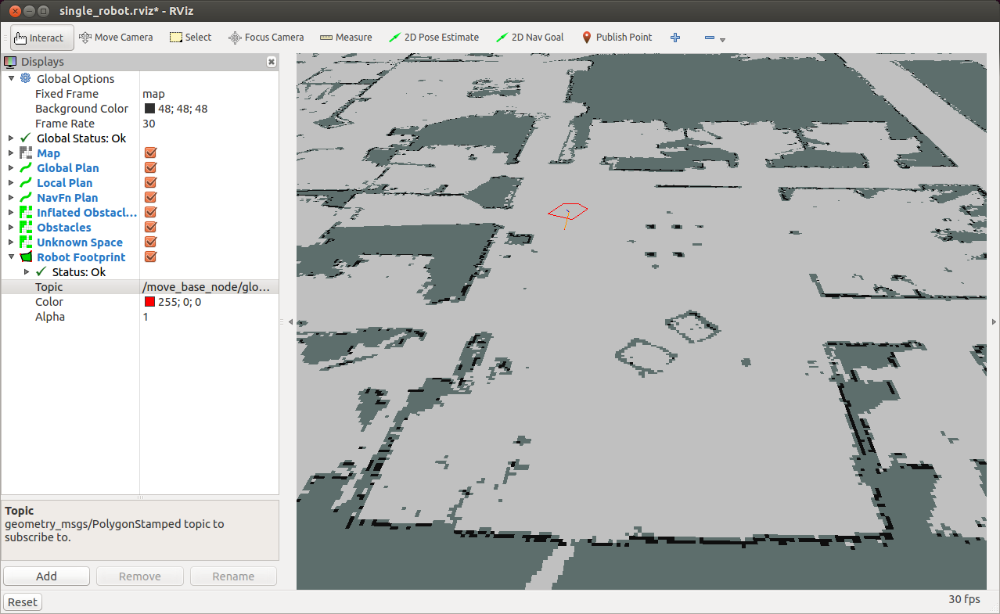 single_robot.rviz* - RViz
Interact Move Camera Select Focus Camera Measure 2D Pose Estimate 2D Nav Goal Publish Point
Displays
Global Options
Fixed Frame map
Background Color 48; 48; 48
Frame Rate 30
Global Status: Ok
Map
Global Plan
Local Plan
NavFn Plan
Inflated Obstacl...
Obstacles
Unknown Space
Robot Footprint
Status: Ok
Topic /move_base_node/glo...
Color 255; 0; 0
Alpha 1
Topic
geometry_msgs/PolygonStamped topic to
subscribe to.
Add Remove Rename
Reset 30 fps